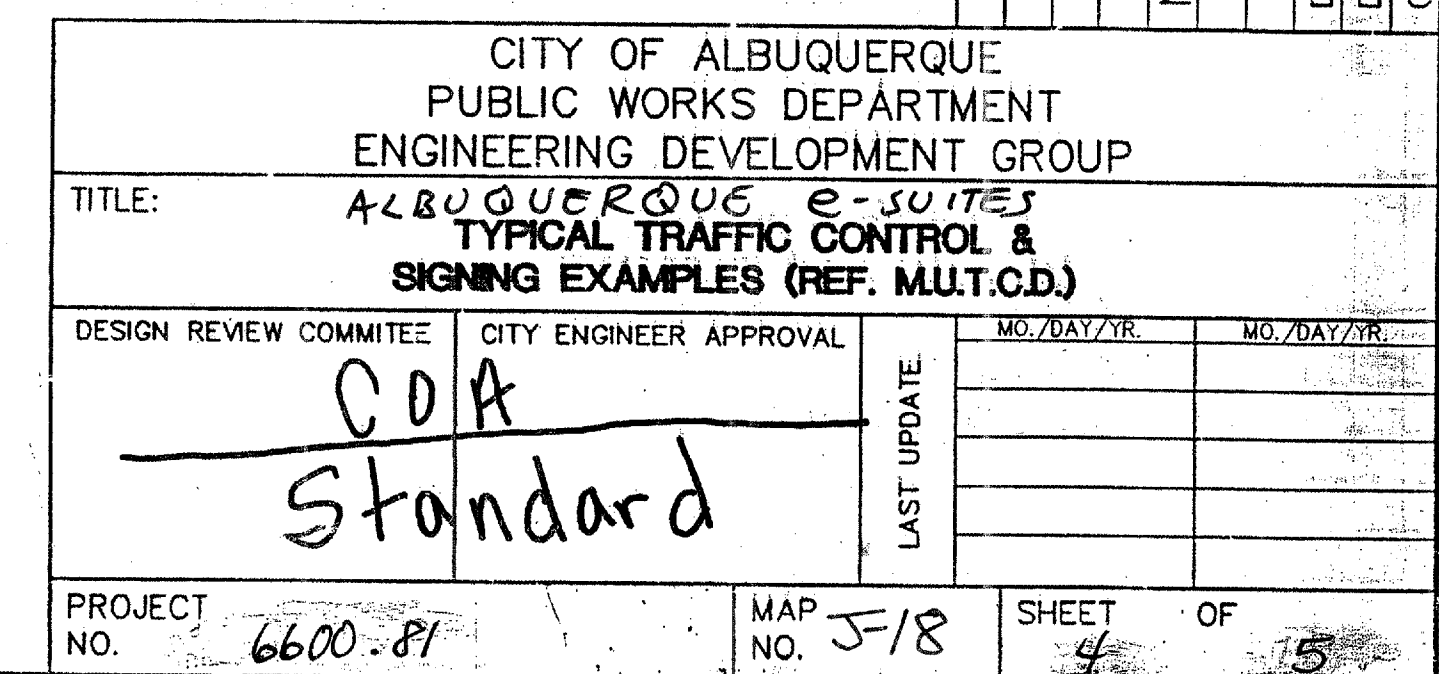 CITY OF ALBUQUERQUE
PUBLIC WORKS DEPARTMENT
ENGINEERING DEVELOPMENT GROUP
TITLE: ALBUQUERQUE e-SUITES
TYPICAL TRAFFIC CONTROL &
SIGNING EXAMPLES (REF. M.U.T.C.D.)
DESIGN REVIEW COMMITEE CITY ENGINEER APPROVAL
COA
Standard
LAST UPDATE
MO./DAY/YR. MO./DAY/YR.
PROJECT
NO. 6600.81
MAP
NO. J-18
SHEET OF
4 5